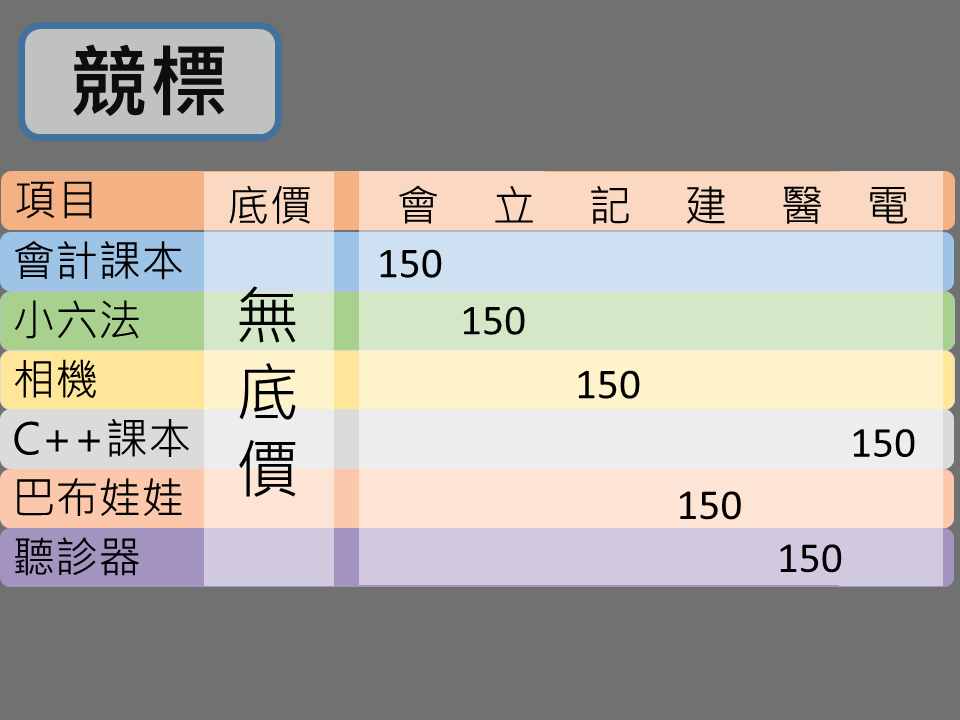 競標
項目 底價 會 立 記 建 醫 電
會計課本 150
小六法 150
相機 150
C++課本 150
巴布娃娃 150
聽診器 150
無
底
價